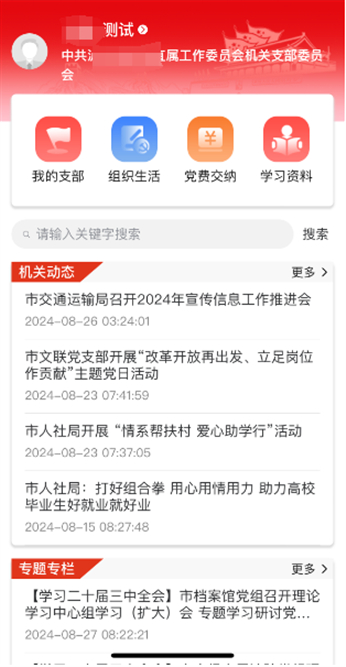 测试
中共
直属工作委员会机关支部委员
会
我的支部 组织生活 党费交纳 学习资料
请输入关键字搜索 搜索
机关动态 更多
市交通运输局召开2024年宣传信息工作推进会
2024-08-26 03:24:01
市文联党支部开展“改革开放再出发、立足岗位
作贡献”主题党日活动
2024-08-23 07:41:59
市人社局开展 “情系帮扶村 爱心助学行”活动
2024-08-23 07:37:05
市人社局：打好组合拳 用心用情用力 助力高校
毕业生好就业就好业
2024-08-15 08:27:48
专题专栏 更多
【学习二十届三中全会】市档案馆党组召开理论
学习中心组学习（扩大）会 专题学习研讨党...
2024-08-27 08:22:21